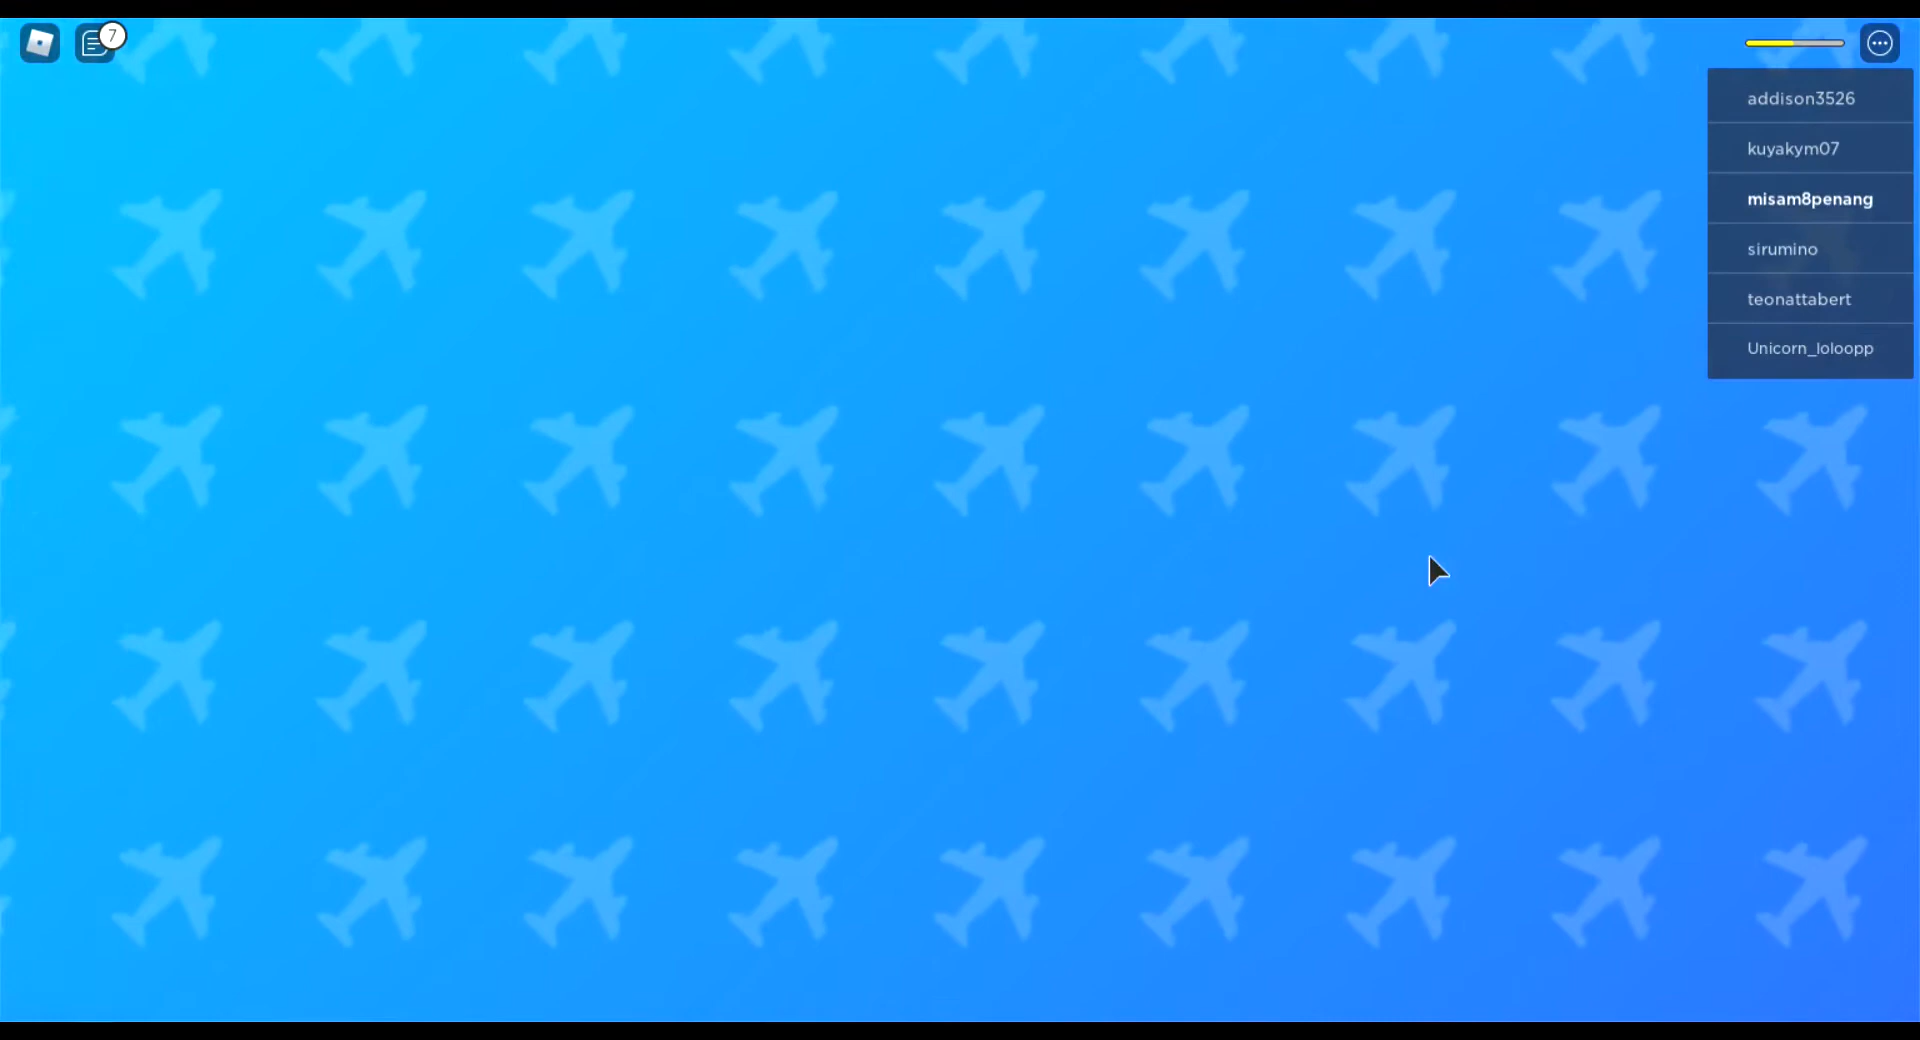 7
addison3526
kuyakym07
misam8penang
sirumino
teonattabert
Unicorn_loloopp